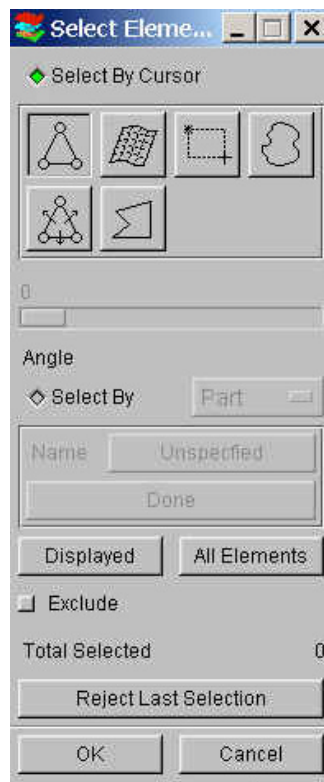 Select Eleme...
Select By Cursor
0
Angle
Select By Part
Name Unspecfied
Done
Displayed All Elements
Exclude
Total Selected 0
Reject Last Selection
OK Cancel